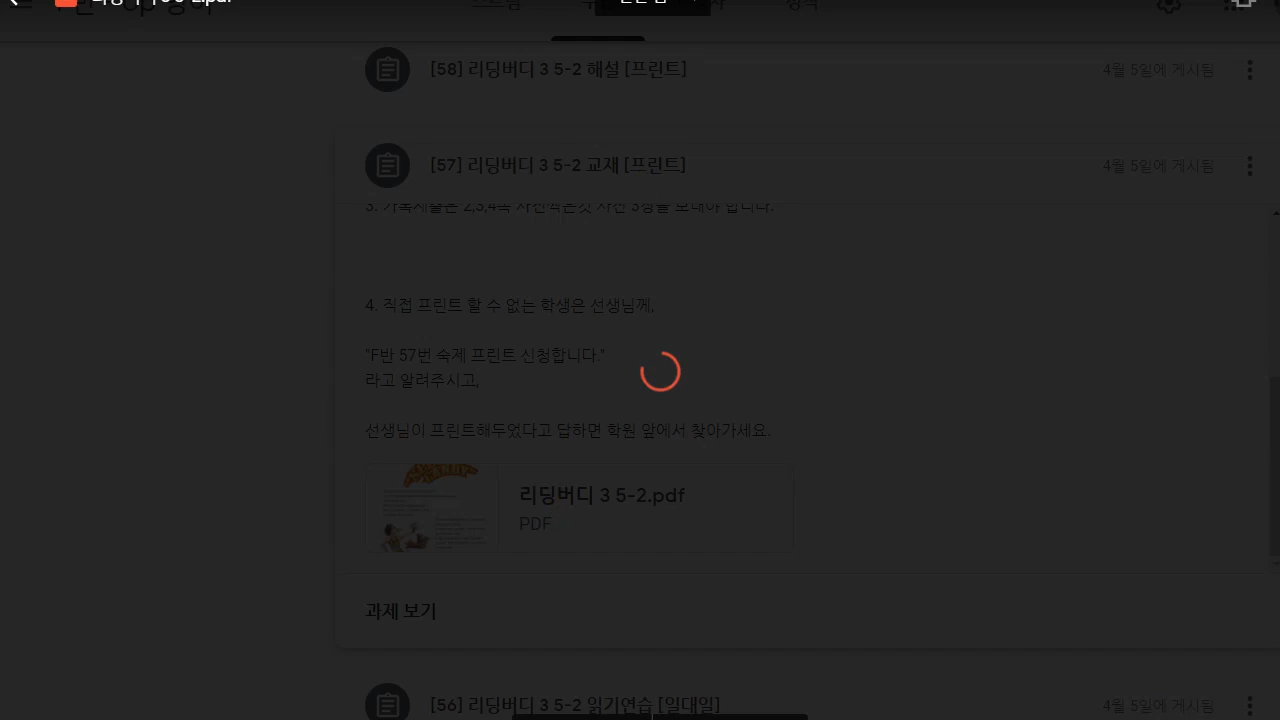 [58] 리딩버디 3 5-2 해설 [프린트]
4월 5일에 게시됨
[57] 리딩버디 3 5-2 교재 [프린트]
4월 5일에 게시됨
4. 직접 프린트 할 수 없는 학생은 선생님께,
"F반 57번 숙제 프린트 신청합니다."
라고 알려주시고,
선생님이 프린트해두었다고 답하면 학원 앞에서 찾아가세요.
리딩버디 3 5-2.pdf
PDF
과제 보기
[56] 리딩버디 3 5-2 읽기연습 [일대일]
4월 5일에 게시됨